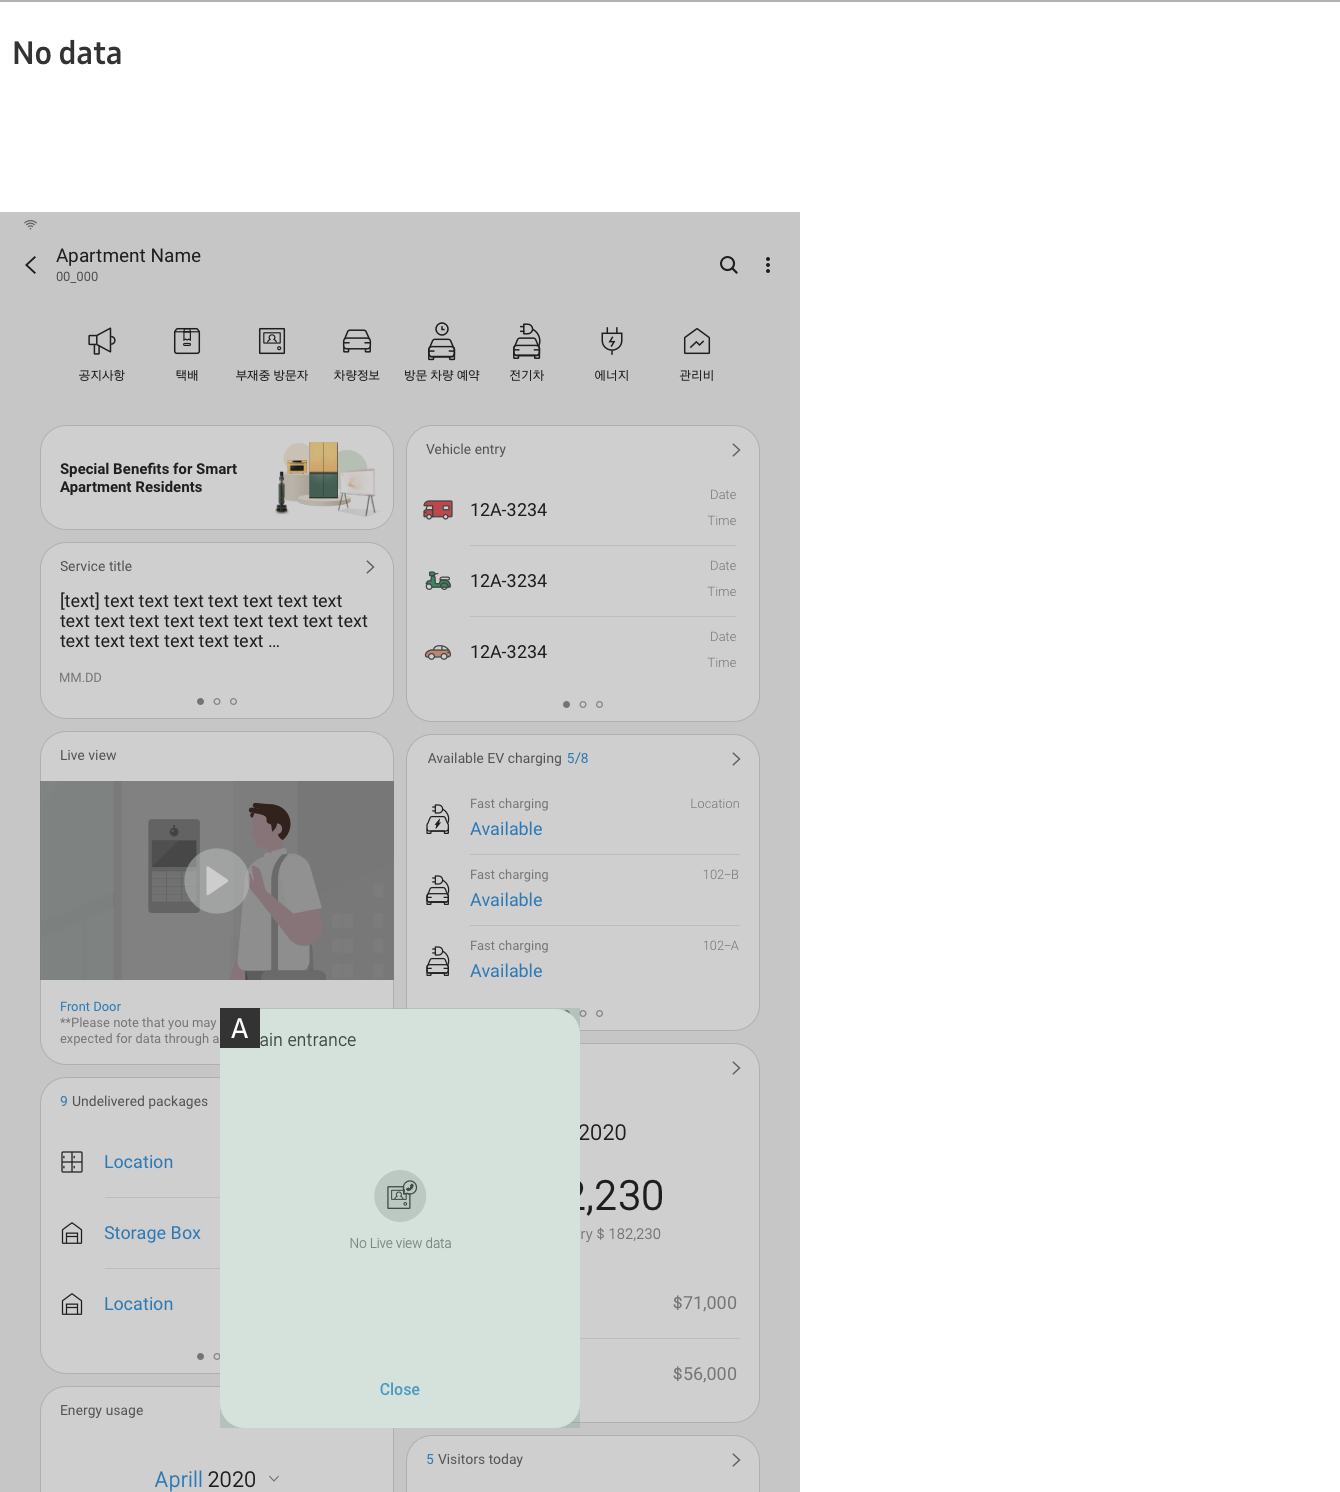 No data
Apartment Name
00_000
공지사항
택배
부재중 방문자
차량정보
방문 차량 예약
전기차
에너지
관리비
Special Benefits for Smart
Apartment Residents
Service title
[text] text text text text text text text
text text text text text text text text text
text text text text text text ...
MM.DD
Live view
Front Door
**Please note that you may
expected for data through a
9 Undelivered packages
Location
Storage Box
Location
Energy usage
Aprill 2020
Vehicle entry
12A-3234
Date
Time
12A-3234
Date
Time
12A-3234
Date
Time
Available EV charging 5/8
Fast charging
Location
Available
Fast charging
102-B
Available
Fast charging
102-A
Available
A
ain entrance
No Live view data
Close
2020
2,230
ry $ 182,230
$71,000
$56,000
5 Visitors today